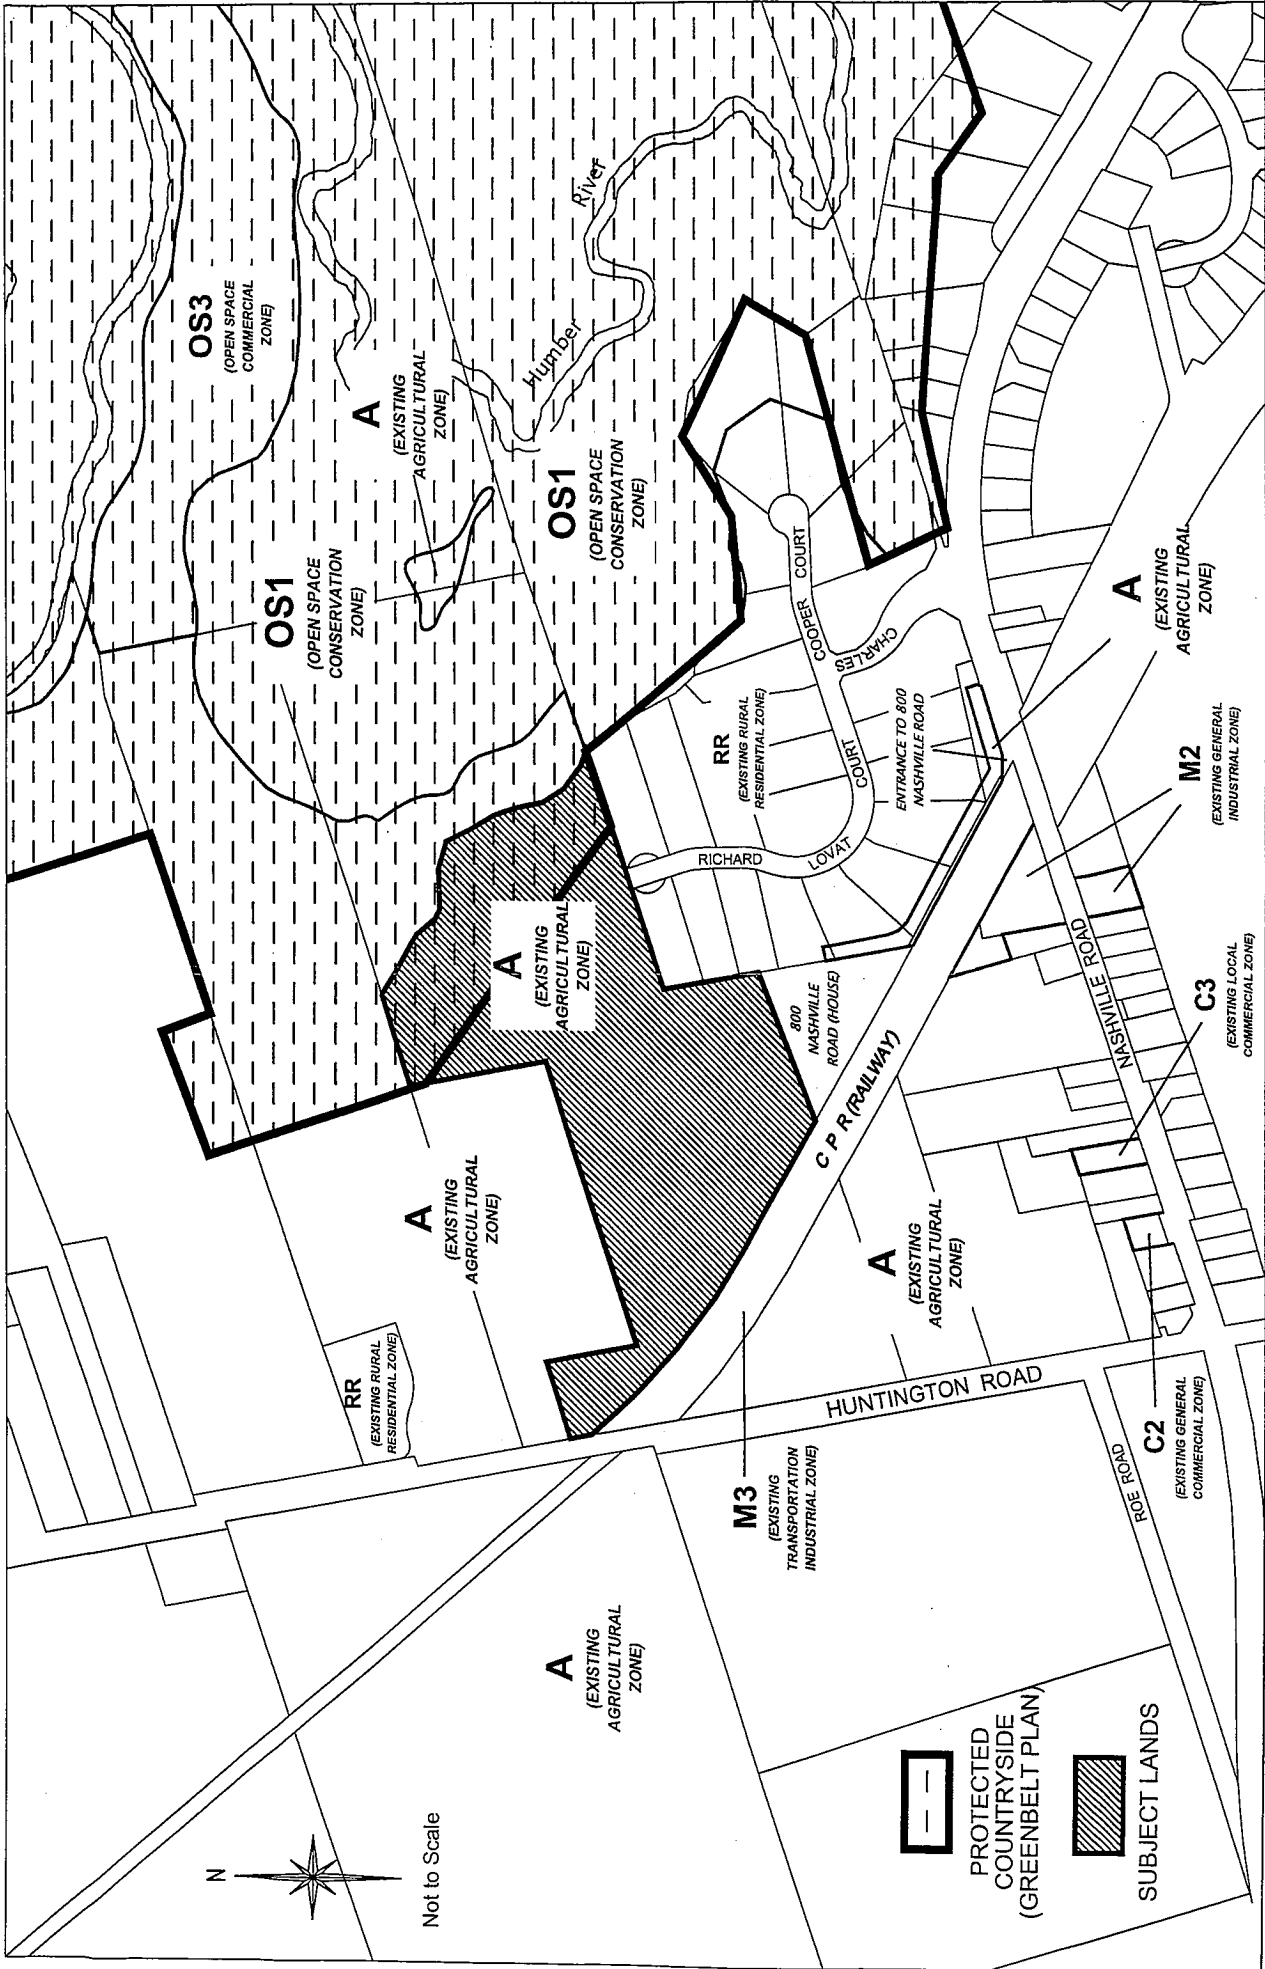 OS3
(OPEN SPACE
COMMERCIAL
ZONE)
A
(EXISTING
AGRICULTURAL
ZONE)
River
Humber
OS1
(OPEN SPACE
CONSERVATION
ZONE)
OS1
(OPEN SPACE
CONSERVATION
ZONE)
A
(EXISTING
AGRICULTURAL
ZONE)
RR
(EXISTING RURAL
RESIDENTIAL ZONE)
COOPER COURT
CHARLES
COURT
LOVAT
RICHARD
ENTRANCE TO 800
NASHVILLE ROAD
A
(EXISTING
AGRICULTURAL
ZONE)
M2
(EXISTING GENERAL
INDUSTRIAL ZONE)
NASHVILLE ROAD
C3
(EXISTING LOCAL
COMMERCIAL ZONE)
800
NASHVILLE
ROAD (HOUSE)
C P R (RAILWAY)
A
(EXISTING
AGRICULTURAL
ZONE)
RR
(EXISTING RURAL
RESIDENTIAL ZONE)
A
(EXISTING
AGRICULTURAL
ZONE)
HUNTINGTON ROAD
C2
(EXISTING GENERAL
COMMERCIAL ZONE)
ROE ROAD
M3
(EXISTING
TRANSPORTATION
INDUSTRIAL ZONE)
A
(EXISTING
AGRICULTURAL
ZONE)
N
Not to Scale
PROTECTED
COUNTRYSIDE
(GREENBELT PLAN)
SUBJECT LANDS